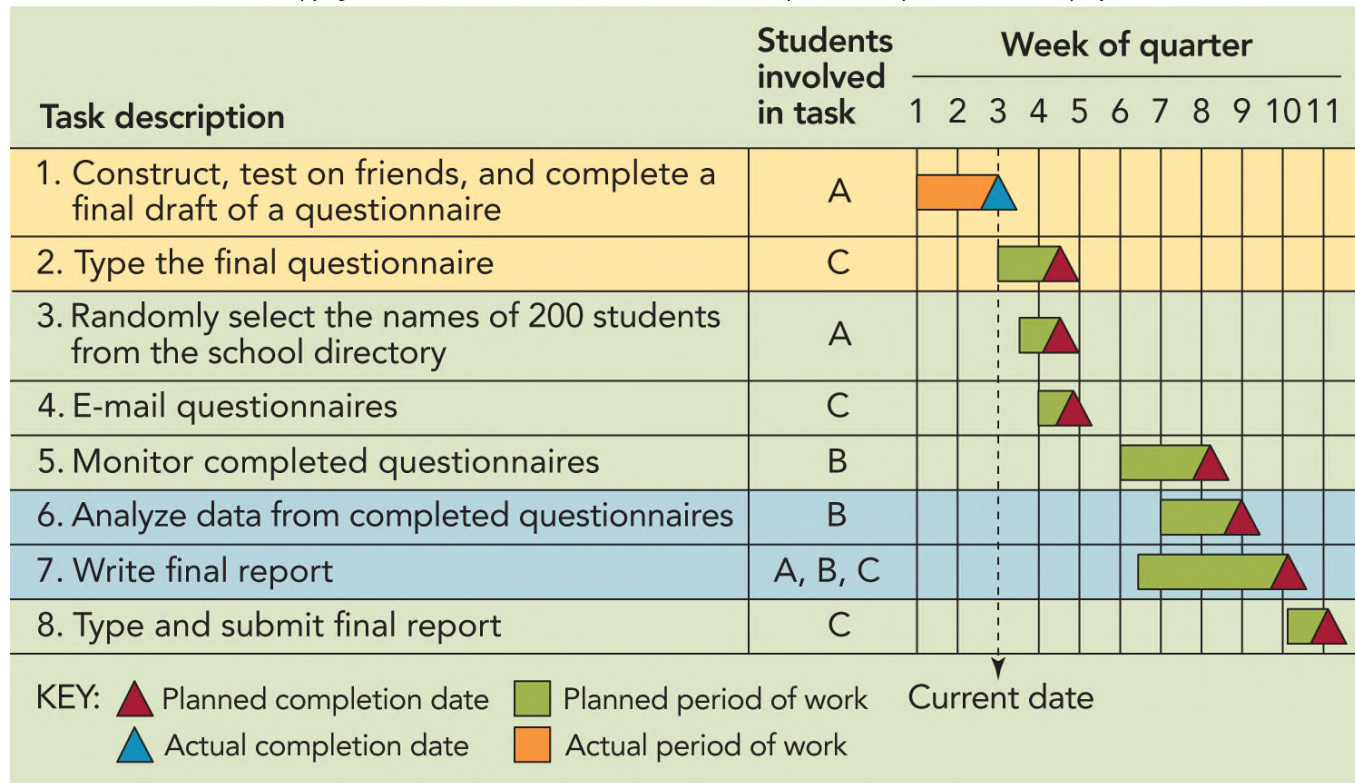 Students involved in task
Week of quarter
Task description
1 2 3 4 5 6 7 8 9 10 11
1. Construct, test on friends, and complete a
final draft of a questionnaire
A
2. Type the final questionnaire
C
3. Randomly select the names of 200 students
from the school directory
A
4. E-mail questionnaires
C
5. Monitor completed questionnaires
B
6. Analyze data from completed questionnaires
B
7. Write final report
A, B, C
8. Type and submit final report
C
KEY:
Planned completion date
Planned period of work
Current date
Actual completion date
Actual period of work